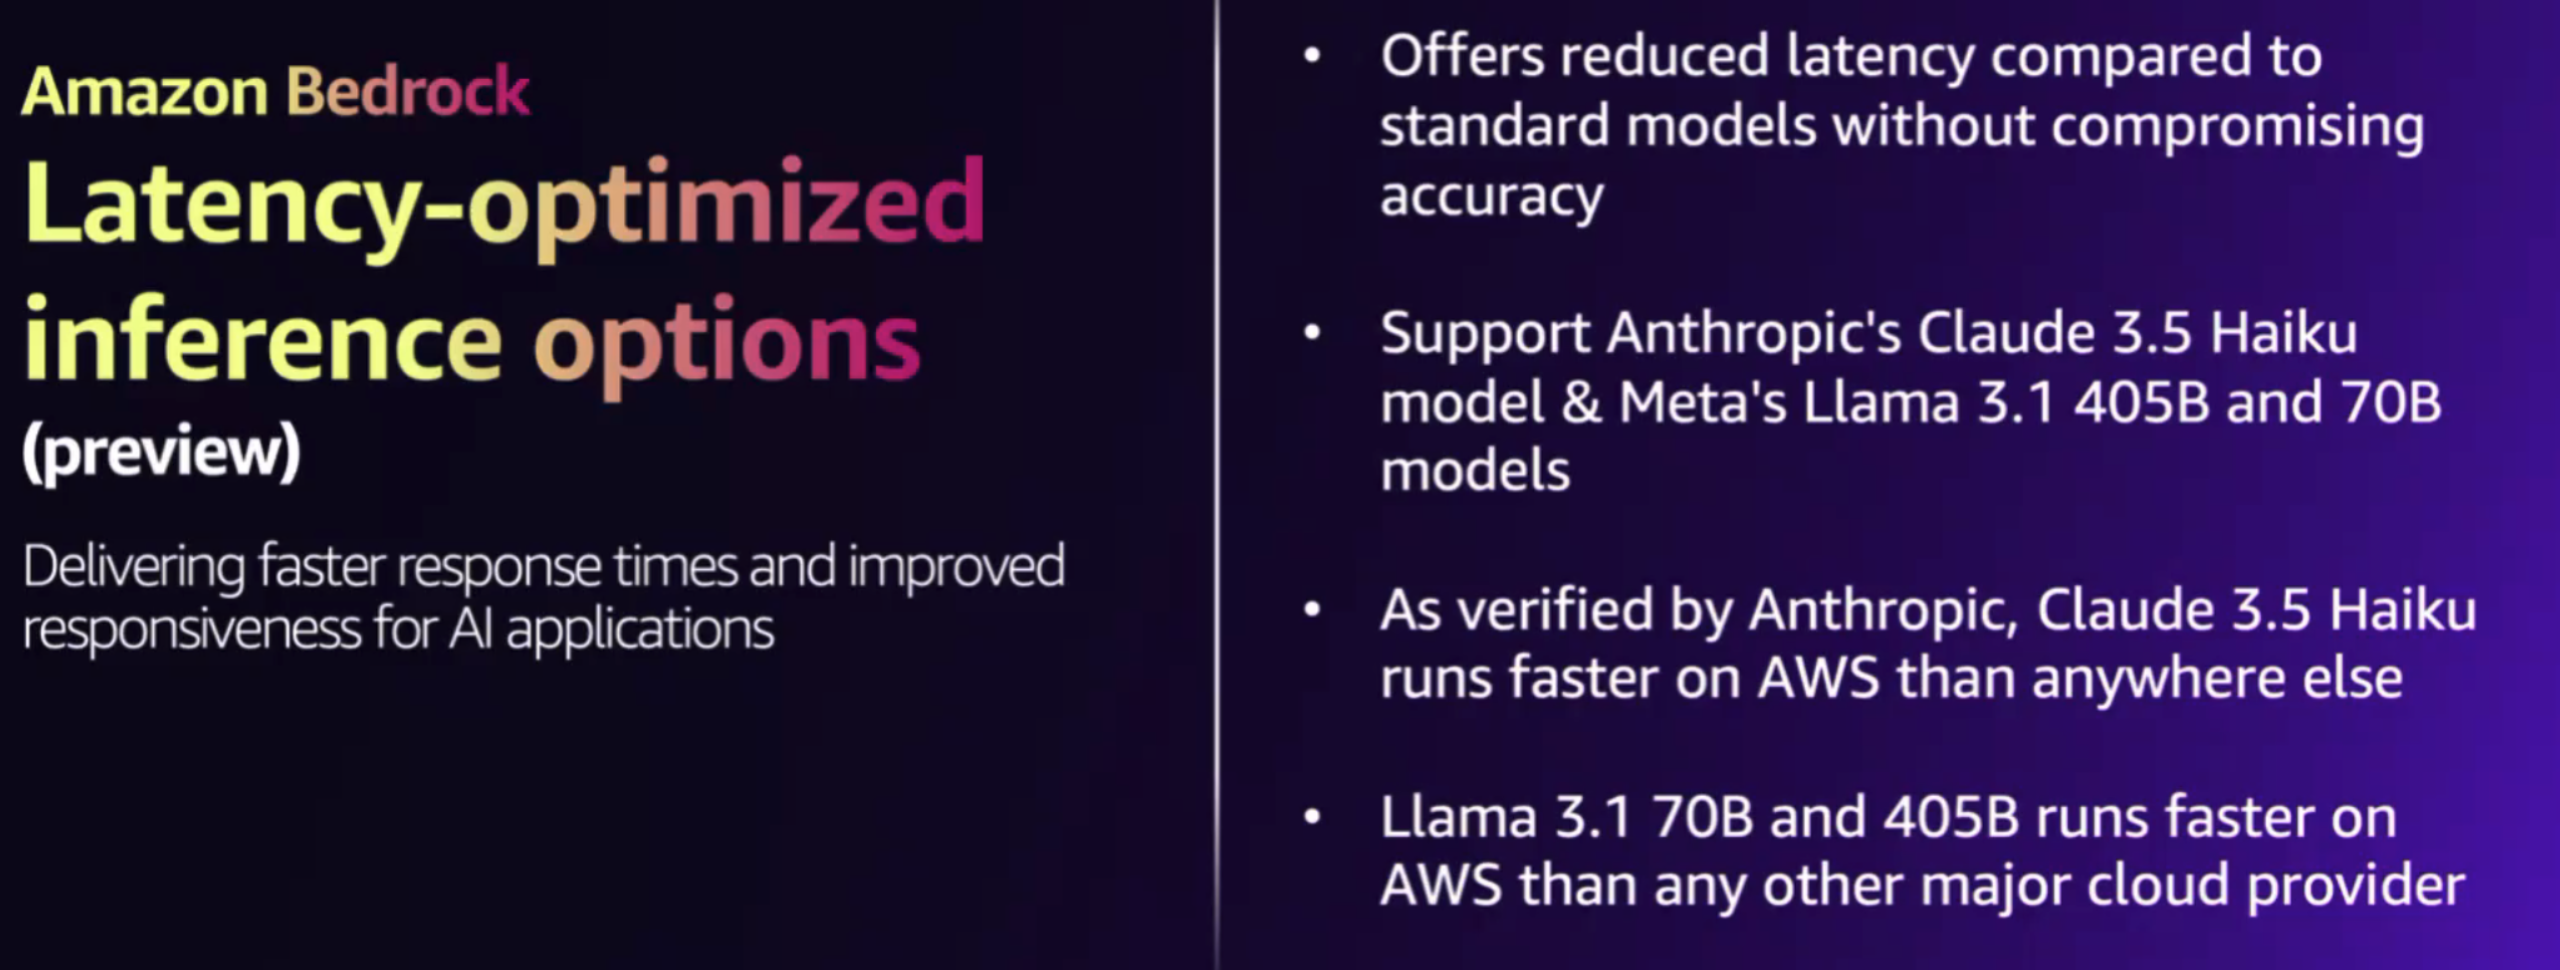 Amazon Bedrock
Latency-optimized
inference options
(preview)
Delivering faster response times and improved
responsiveness for AI applications
• Offers reduced latency compared to
standard models without compromising
accuracy
• Support Anthropic's Claude 3.5 Haiku
model & Meta's Llama 3.1 405B and 70B
models
• As verified by Anthropic, Claude 3.5 Haiku
runs faster on AWS than anywhere else
• Llama 3.1 70B and 405B runs faster on
AWS than any other major cloud provider